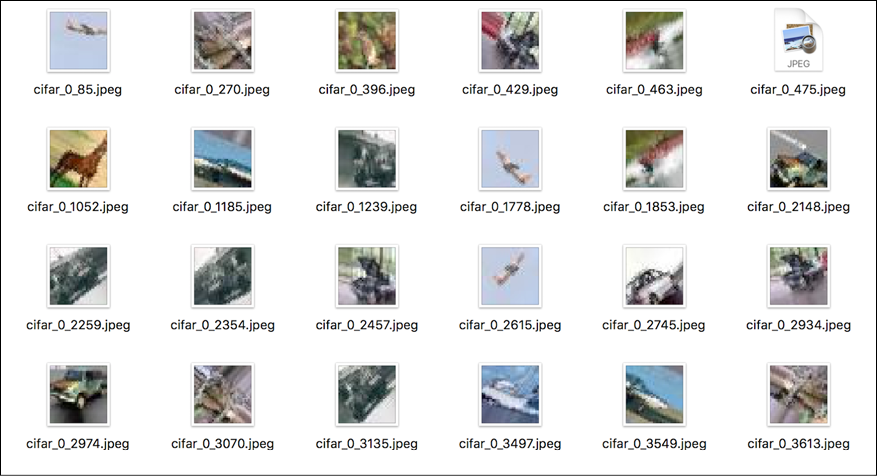 cifar_0_85.jpeg cifar_0_270.jpeg cifar_0_396.jpeg cifar_0_429.jpeg cifar_0_463.jpeg JPEG cifar_0_475.jpeg
cifar_0_1052.jpeg cifar_0_1185.jpeg cifar_0_1239.jpeg cifar_0_1778.jpeg cifar_0_1853.jpeg cifar_0_2148.jpeg
cifar_0_2259.jpeg cifar_0_2354.jpeg cifar_0_2457.jpeg cifar_0_2615.jpeg cifar_0_2745.jpeg cifar_0_2934.jpeg
cifar_0_2974.jpeg cifar_0_3070.jpeg cifar_0_3135.jpeg cifar_0_3497.jpeg cifar_0_3549.jpeg cifar_0_3613.jpeg